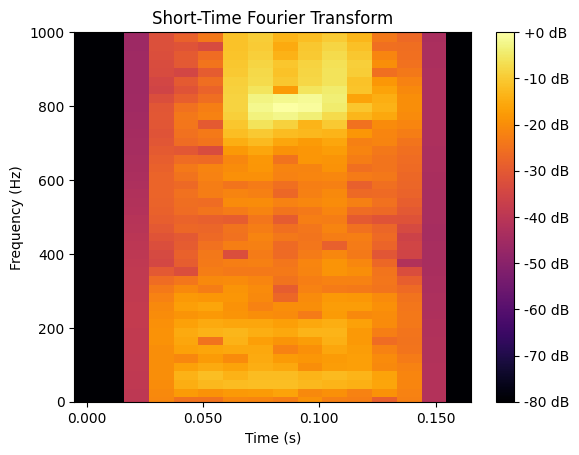 Short-Time Fourier Transform
1000
800
600
400
200
0
Frequency (Hz)
0.000
0.050
0.100
0.150
Time (s)
+0 dB
-10 dB
-20 dB
-30 dB
-40 dB
-50 dB
-60 dB
-70 dB
-80 dB